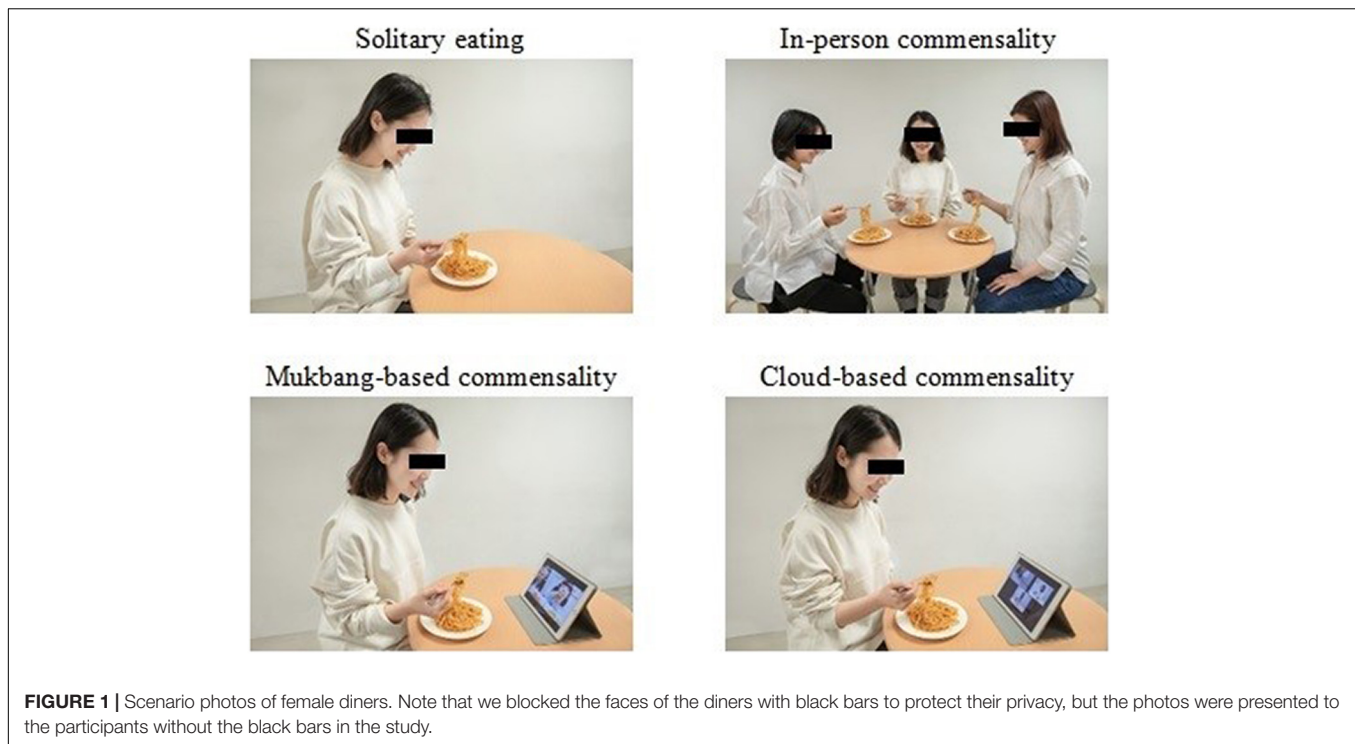 Solitary eating
In-person commensality
Mukbang-based commensality
Cloud-based commensality
FIGURE 1 | Scenario photos of female diners. Note that we blocked the faces of the diners with black bars to protect their privacy, but the photos were presented to
the participants without the black bars in the study.